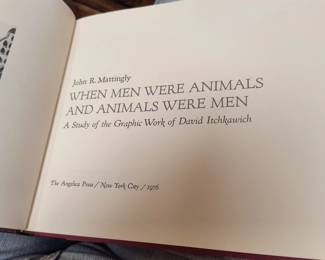 John R. Mattingly
WHEN MEN WERE ANIMALS
AND ANIMALS WERE MEN
A Study of the Graphic Work of David Itchkawich
The Angelica Press / New York City / 1976